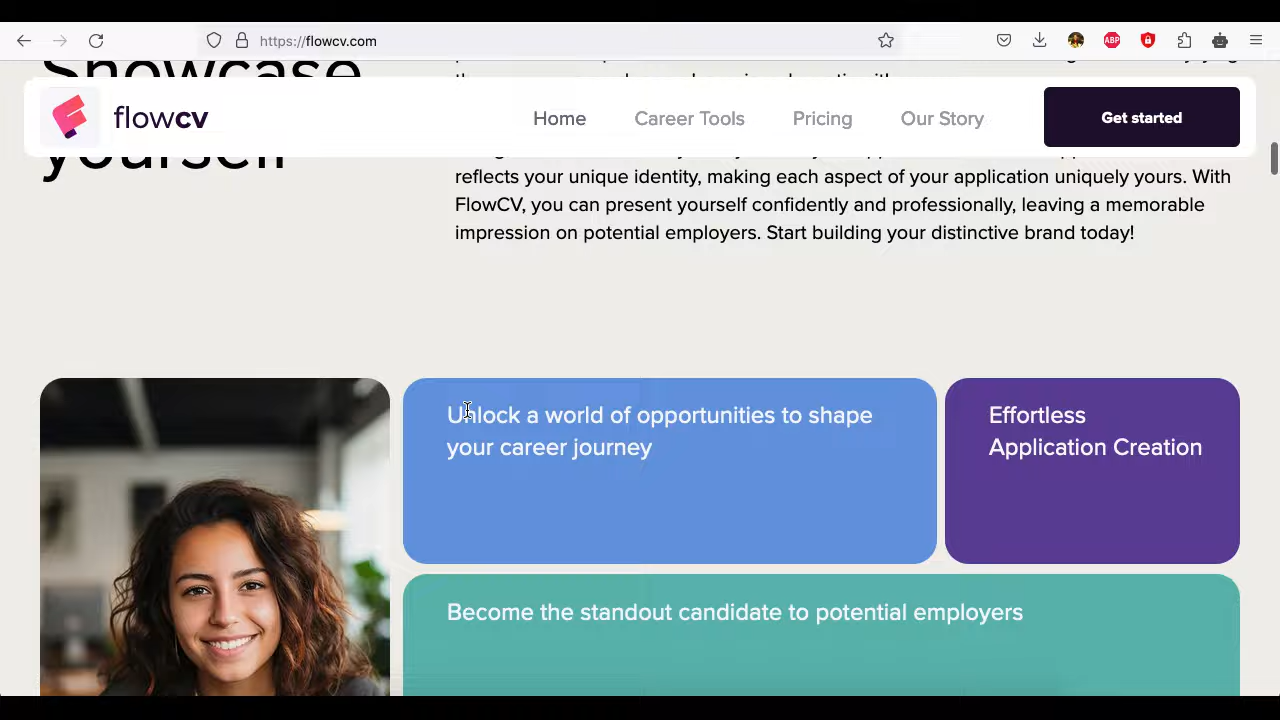 https://flowcv.com
Showcase
yourself
flowcv
Home
Career Tools
Pricing
Our Story
Get started
reflects your unique identity, making each aspect of your application uniquely yours. With
FlowCV, you can present yourself confidently and professionally, leaving a memorable
impression on potential employers. Start building your distinctive brand today!
Unlock a world of opportunities to shape
your career journey
Effortless
Application Creation
Become the standout candidate to potential employers
ABP